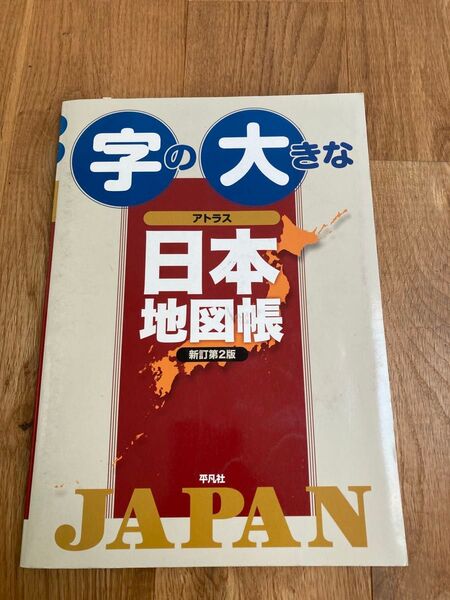 字の大きな
アトラス
日本
地図帳
新訂第2版
平凡社
JAPAN